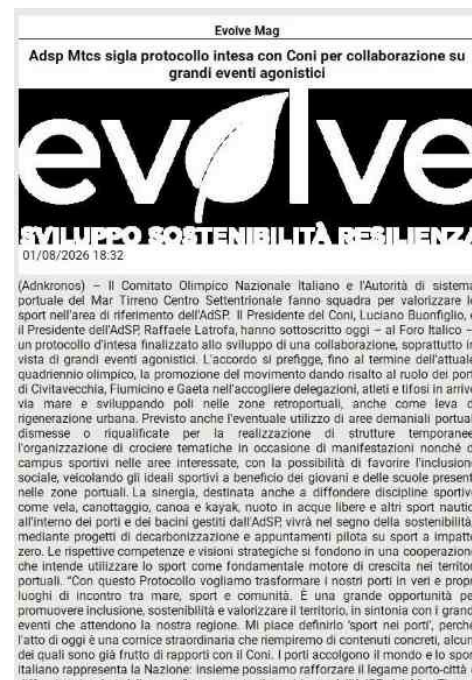 Evolve Mag
Adsp Mtcs sigla protocollo intesa con Coni per collaborazione su
grandi eventi agonistici
evolve
SVILUPPO SOSTENIBILITÀ RESILIENZA
01/08/2026 18:32
(Adnkronos) – Il Comitato Olimpico Nazionale Italiano e l'Autorità di sistema
portuale del Mar Tirreno Centro Settentrionale fanno squadra per valorizzare lo
sport nell'area di riferimento dell'AdSP. Il Presidente del Coni, Luciano Buonfiglio, e
il Presidente dell'AdSP, Raffaele Latrofa, hanno sottoscritto oggi – al Foro Italico –
un protocollo d'intesa finalizzato allo sviluppo di una collaborazione, soprattutto in
vista di grandi eventi agonistici. L'accordo si prefigge, fino al termine dell'attuale
quadriennio olimpico, la promozione del movimento dando risalto al ruolo dei porti
di Civitavecchia, Fiumicino e Gaeta nell'accogliere delegazioni, atleti e tifosi in arrivo
via mare e sviluppando poli nelle zone retroportuali, anche come leva di
rigenerazione urbana. Previsto anche l'eventuale utilizzo di aree demaniali portuali
dismesse o riqualificate per la realizzazione di strutture temporanee,
l'organizzazione di crociere tematiche in occasione di manifestazioni nonché di
campus sportivi nelle aree interessate, con la possibilità di favorire l'inclusione
sociale, veicolando gli ideali sportivi a beneficio dei giovani e delle scuole presenti
nelle zone portuali. La sinergia, destinata anche a diffondere discipline sportive
come vela, canottaggio, canoa e kayak, nuoto in acque libere e altri sport nautici
all'interno dei porti e dei bacini gestiti dall'AdSP, vivrà nel segno della sostenibilità,
mediante progetti di decarbonizzazione e appuntamenti pilota su sport a impatto
zero. Le rispettive competenze e visioni strategiche si fondono in una cooperazione
che intende utilizzare lo sport come fondamentale motore di crescita nei territori
portuali. “Con questo Protocollo vogliamo trasformare i nostri porti in veri e propri
luoghi di incontro tra mare, sport e comunità. È una grande opportunità per
promuovere inclusione, sostenibilità e valorizzare il territorio, in sintonia con i grandi
eventi che attendono la nostra regione. Mi piace definirlo 'sport nei porti', perché
l'atto di oggi è una cornice straordinaria che riempiremo di contenuti concreti, alcuni
dei quali sono già frutto di rapporti con il Coni. I porti accolgono il mondo e lo sport
italiano rappresenta la Nazione: insieme possiamo rafforzare il legame porto-città e